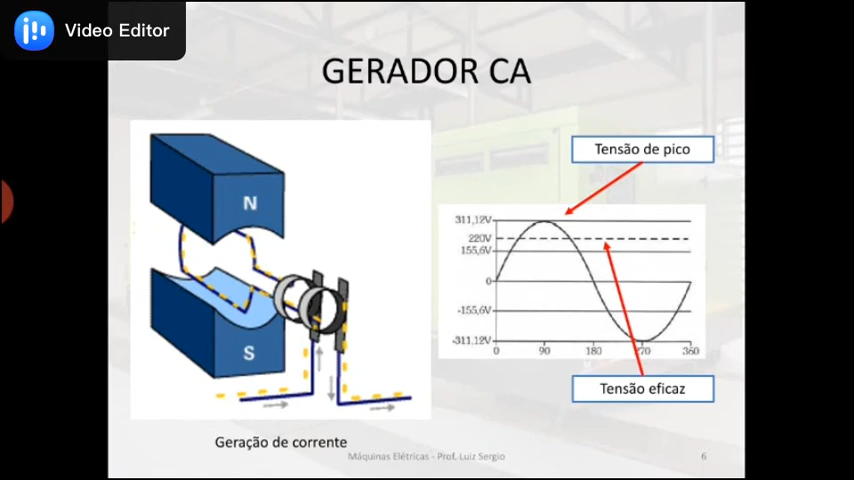 Video Editor
GERADOR CA
N
S
Geração de corrente
Tensão de pico
311,12V
220V
155,6V
0
-155,6V
-311,12V
0 90 180 270 360
Tensão eficaz
Máquinas Elétricas - Prof. Luiz Sergio
6